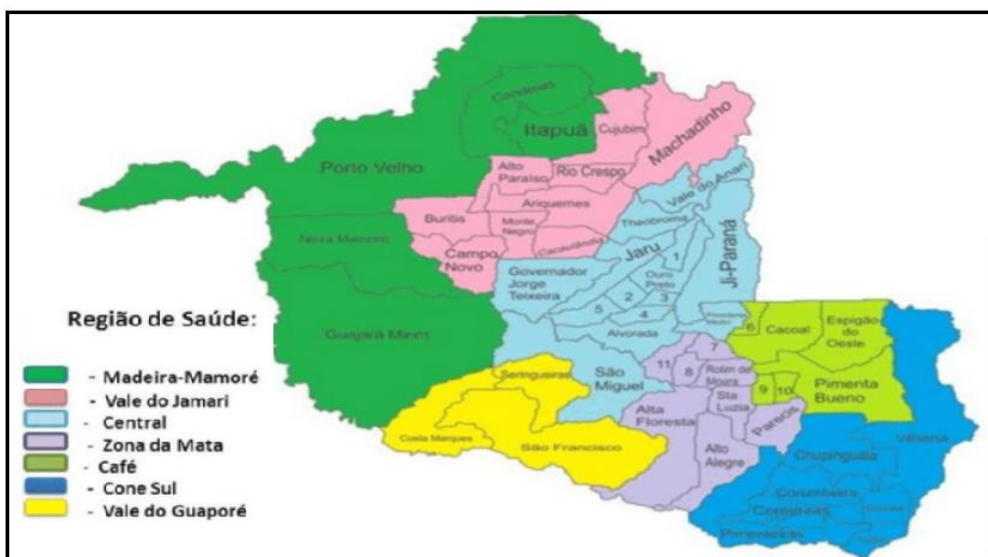 Candeias
Itapuã
Cujubim
Machadinho
Porto Velho
Alto
Paraíso
Rio Crespo
Vale do Anari
Ariquemes
Buritis
Monte
Negro
Theobroma
Nova Mamoré
Cacaulândia
Jaru
1
Ji-Paraná
Campo
Novo
Governador
Jorge
Teixeira
Ouro
Preto
2
3
5
4
Presidente
Médici
6
Cacoal
Espigão
do
Oeste
Guajará Mirim
Alvorada
7
Região de Saúde:
- Madeira-Mamoré
- Vale do Jamari
- Central
- Zona da Mata
- Café
- Cone Sul
- Vale do Guaporé
Seringueiras
São
Miguel
11
8
Rolim de
Moura
9
10
Pimenta
Bueno
Sta
Luzia
Alta
Floresta
Parecis
Costa Marques
São Francisco
Alto
Alegre
Vilhena
Chupinguaia
Corumbiara
Cerejeiras
Pimenteiras